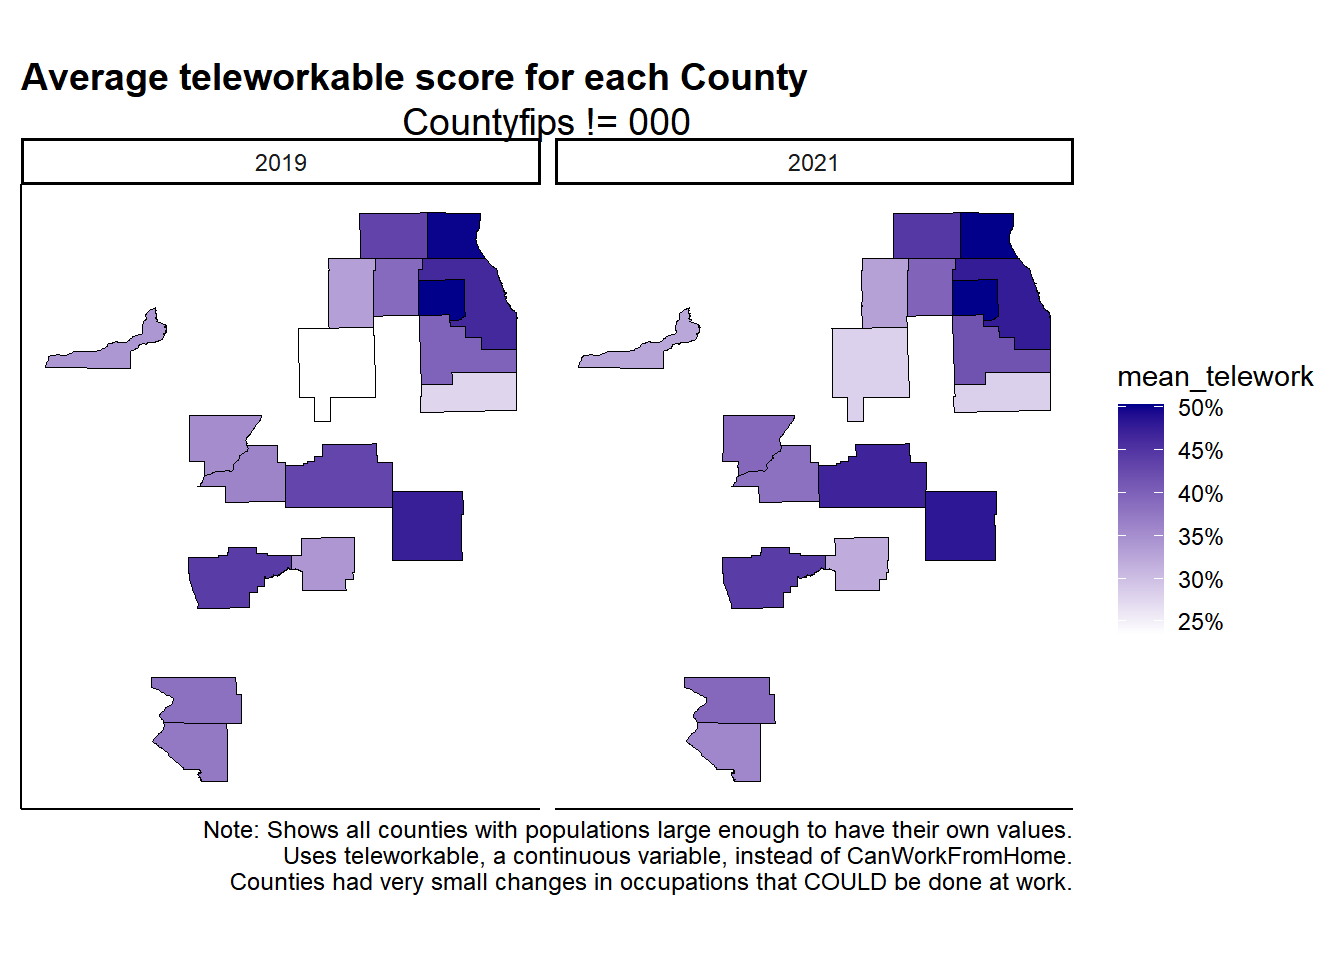 Average teleworkable score for each County
Countyfips != 000
2019
2021
mean_telework
50%
45%
40%
35%
30%
25%
Note: Shows all counties with populations large enough to have their own values.
Uses teleworkable, a continuous variable, instead of CanWorkFromHome.
Counties had very small changes in occupations that COULD be done at work.